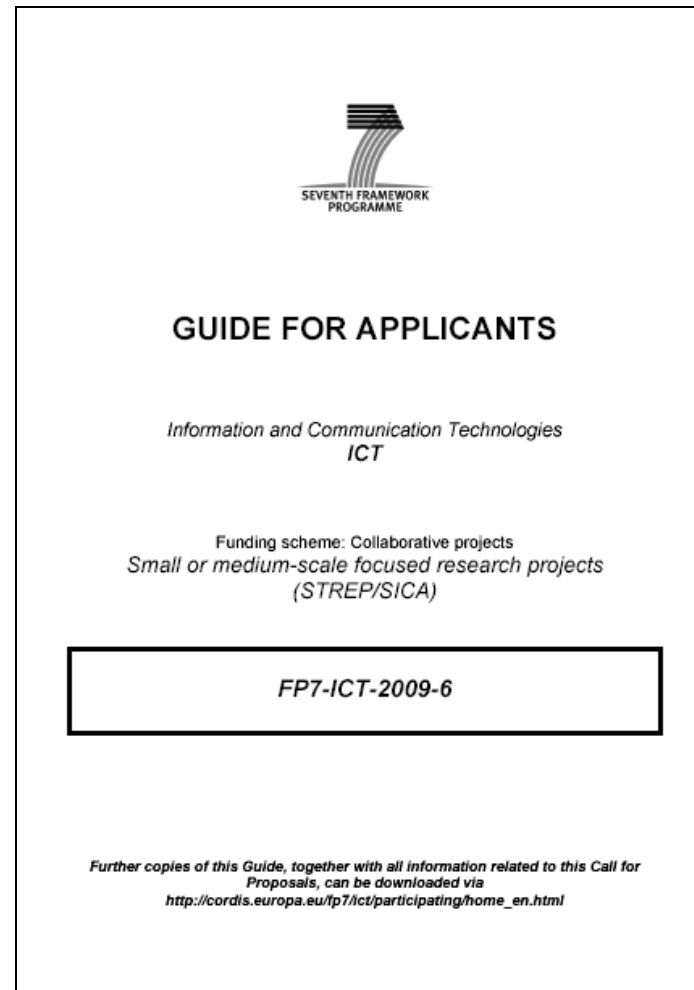 7
SEVENTH FRAMEWORK
PROGRAMME
GUIDE FOR APPLICANTS
Information and Communication Technologies
ICT
Funding scheme: Collaborative projects
Small or medium-scale focused research projects
(STREP/SICA)
FP7-ICT-2009-6
Further copies of this Guide, together with all information related to this Call for
Proposals, can be downloaded via
http://cordis.europa.eu/fp7/ict/participating/home_en.html